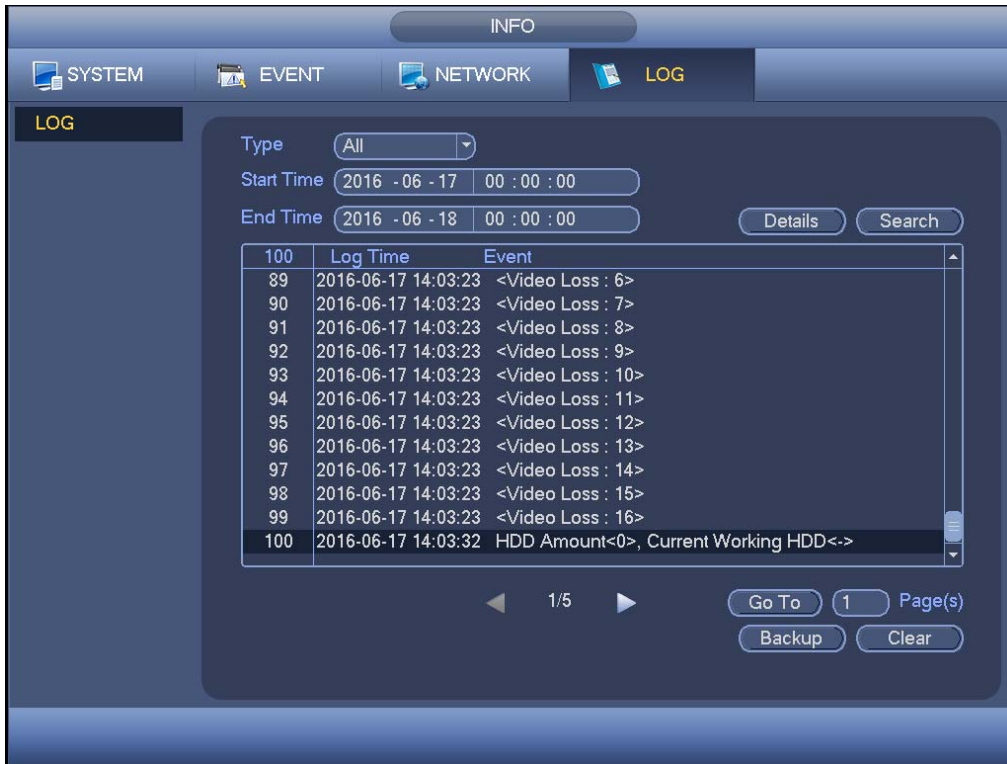 INFO
SYSTEM EVENT NETWORK LOG
LOG
Type All
Start Time 2016 - 06 - 17 00 : 00 : 00
End Time 2016 - 06 - 18 00 : 00 : 00
Details Search
100 Log Time Event
89 2016-06-17 14:03:23 <Video Loss : 6>
90 2016-06-17 14:03:23 <Video Loss : 7>
91 2016-06-17 14:03:23 <Video Loss : 8>
92 2016-06-17 14:03:23 <Video Loss : 9>
93 2016-06-17 14:03:23 <Video Loss : 10>
94 2016-06-17 14:03:23 <Video Loss : 11>
95 2016-06-17 14:03:23 <Video Loss : 12>
96 2016-06-17 14:03:23 <Video Loss : 13>
97 2016-06-17 14:03:23 <Video Loss : 14>
98 2016-06-17 14:03:23 <Video Loss : 15>
99 2016-06-17 14:03:23 <Video Loss : 16>
100 2016-06-17 14:03:32 HDD Amount<0>, Current Working HDD<->
1/5 Go To 1 Page(s)
Backup Clear